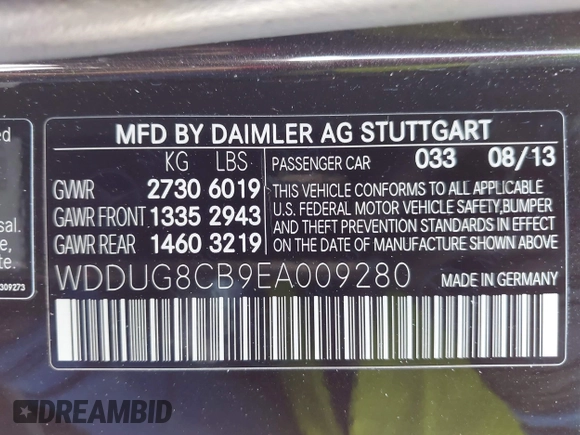 MFD BY DAIMLER AG STUTTGART
KG LBS PASSENGER CAR 033 08/13
GVWR 2730 6019 THIS VEHICLE CONFORMS TO ALL APPLICABLE
GAWR FRONT 1335 2943 U.S. FEDERAL MOTOR VEHICLE SAFETY,BUMPER
GAWR REAR 1460 3219 AND THEFT PREVENTION STANDARDS IN EFFECT
ON THE DATE OF MANUFACTURE SHOWN ABOVE.
WDDUG8CB9EA009280 MADE IN GERMANY
309273
DREAMBID